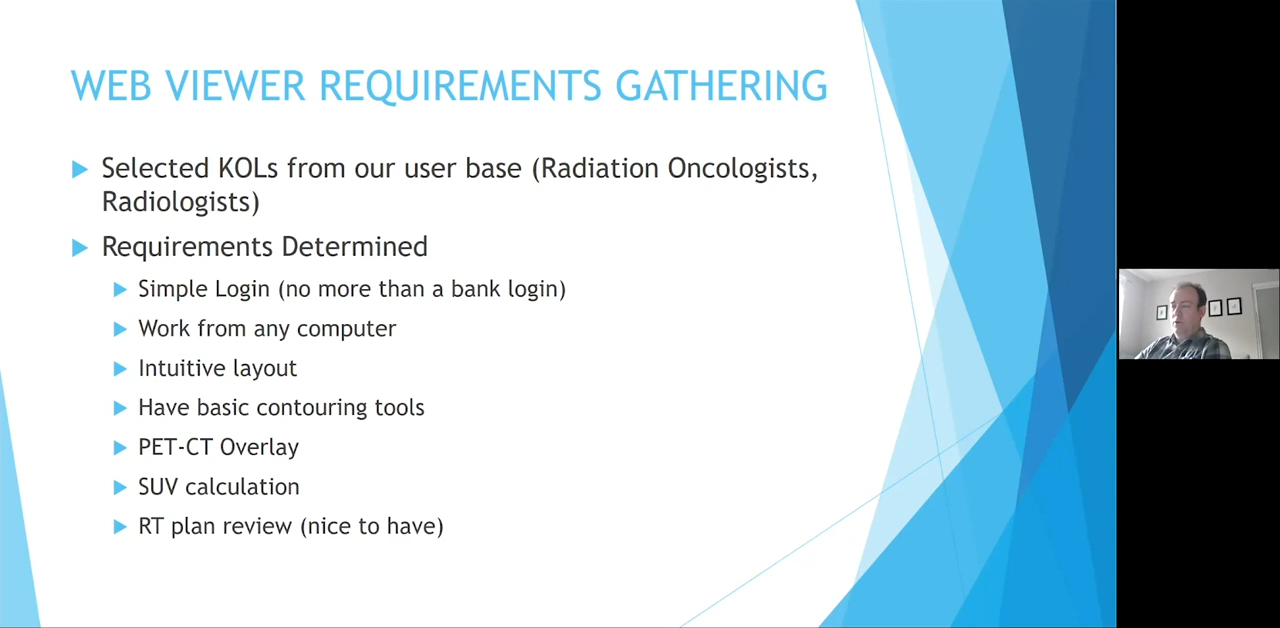 WEB VIEWER REQUIREMENTS GATHERING
Selected KOLs from our user base (Radiation Oncologists,
Radiologists)
Requirements Determined
Simple Login (no more than a bank login)
Work from any computer
Intuitive layout
Have basic contouring tools
PET-CT Overlay
SUV calculation
RT plan review (nice to have)